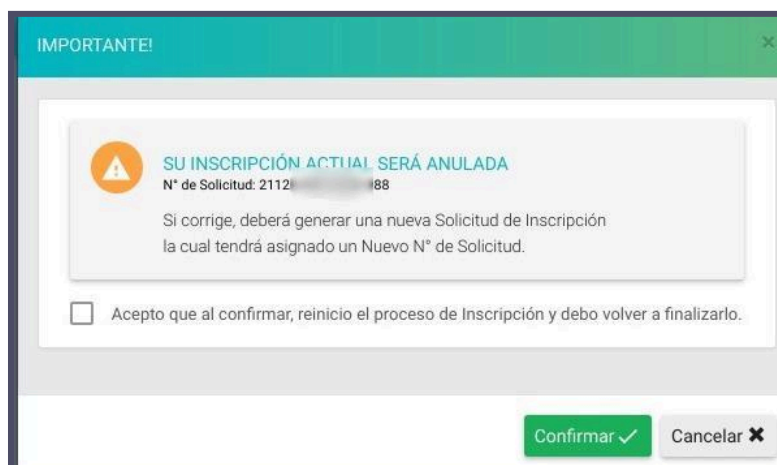 IMPORTANTE!
SU INSCRIPCIÓN ACTUAL SERÁ ANULADA
N° de Solicitud: 2112 88
Si corrige, deberá generar una nueva Solicitud de Inscripción
la cual tendrá asignado un Nuevo N° de Solicitud.
Acepto que al confirmar, reinicio el proceso de Inscripción y debo volver a finalizarlo.
Confirmar
Cancelar